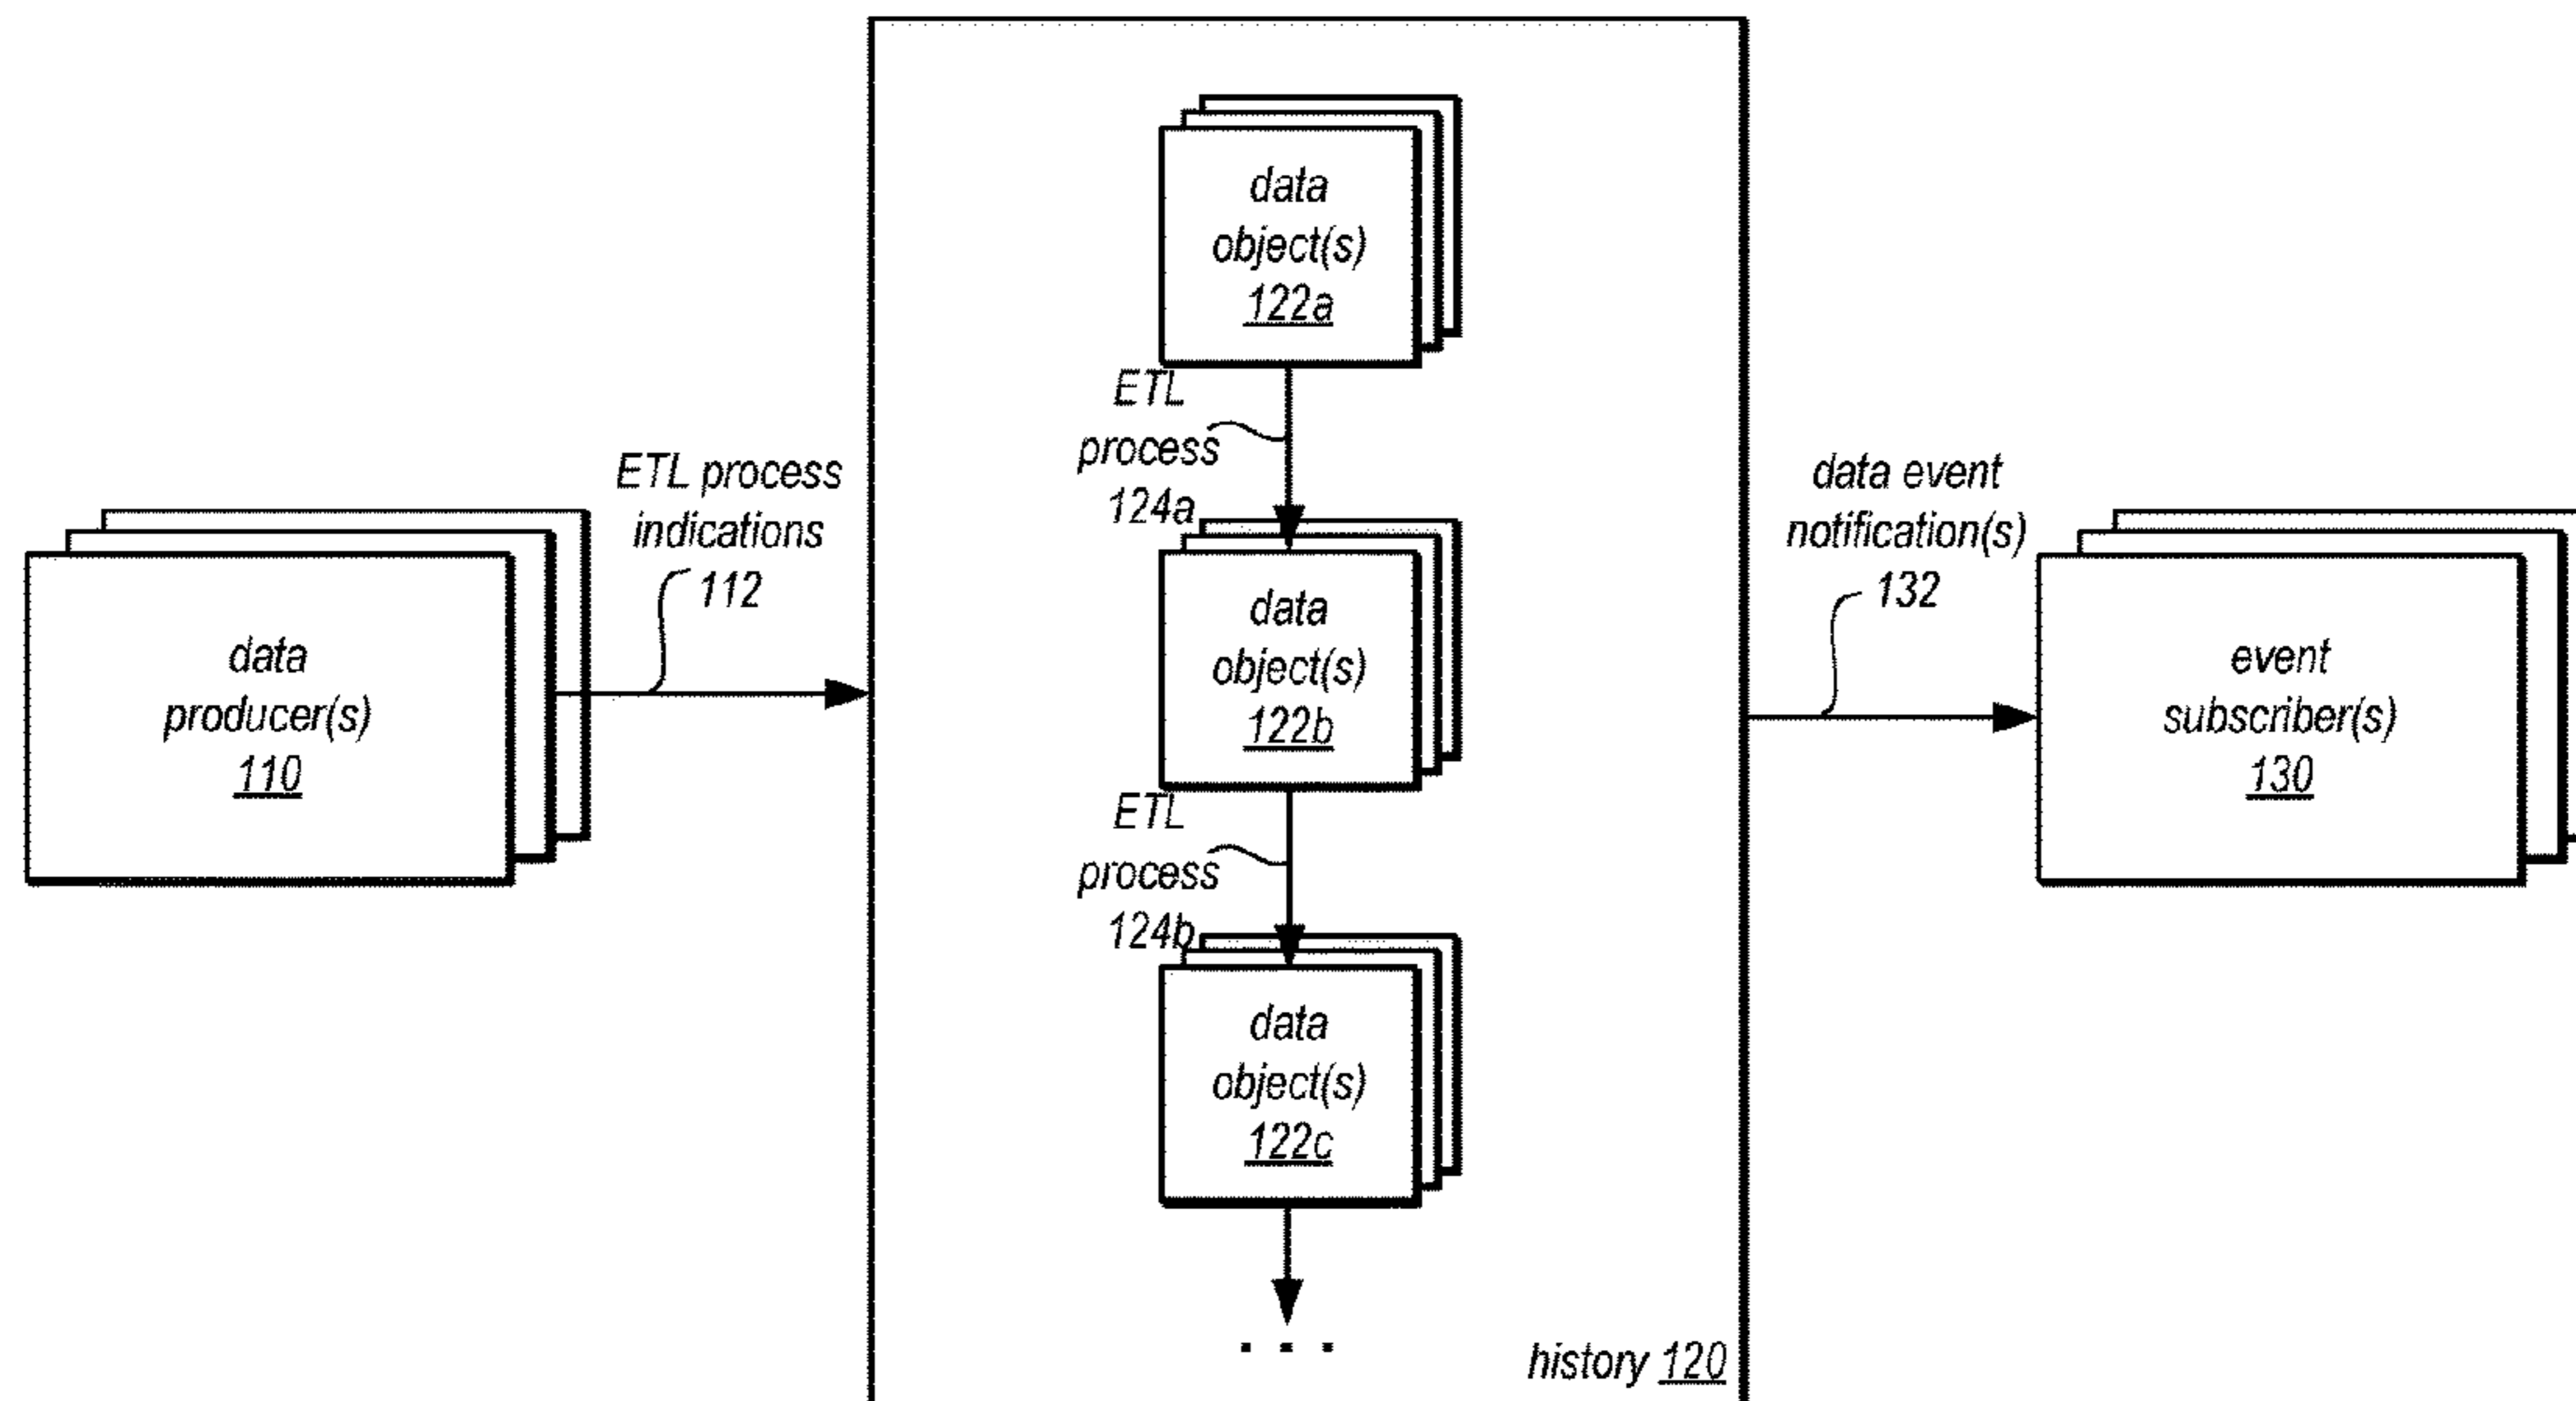 data
producer(s)
110
ETL process
indications
112
data
object(s)
122a
ETL
process
124a
data
object(s)
122b
ETL
process
124b
data
object(s)
122c
. . .
history 120
data event
notification(s)
132
event
subscriber(s)
130